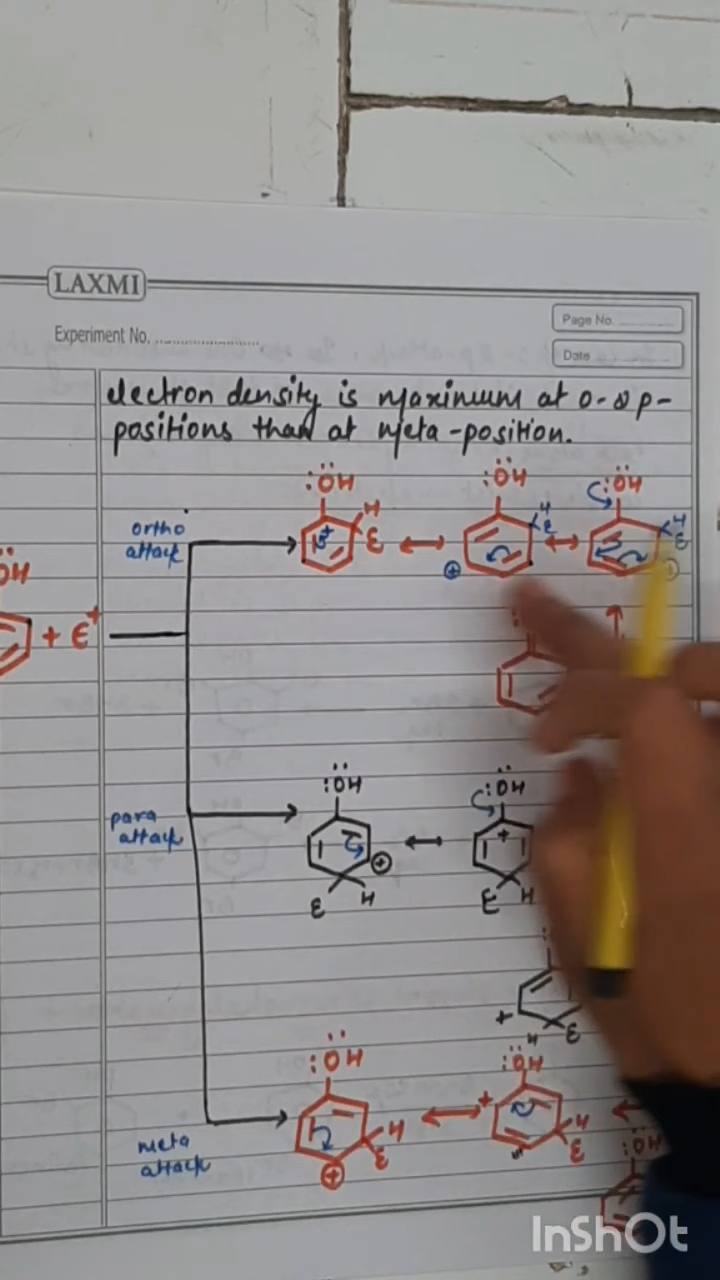 LAXMI
Page No.
Experiment No.
Date
electron density is maximum at o- & p-
positions than at meta-position.
:ÖH :ÖH :ÖH
ortho
attack
H
E
H
E
H
E
ÖH
+ E+
:ÖH :ÖH
para
attack
E H E H
+ H E
:ÖH :ÖH
meta
attack
H
E
H
E
:ÖH
InShOt